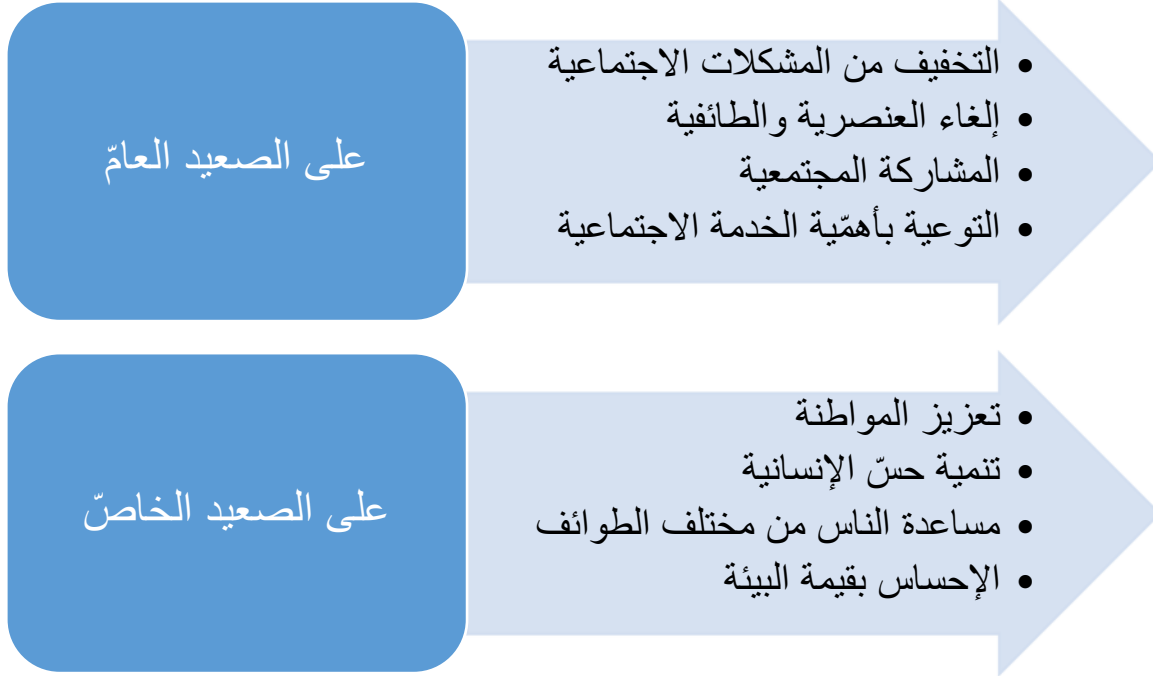 على الصعيد العامّ
• التخفيف من المشكلات الاجتماعية
• إلغاء العنصرية والطائفية
• المشاركة المجتمعية
• التوعية بأهمّية الخدمة الاجتماعية
على الصعيد الخاصّ
• تعزيز المواطنة
• تنمية حسّ الإنسانية
• مساعدة الناس من مختلف الطوائف
• الإحساس بقيمة البيئة